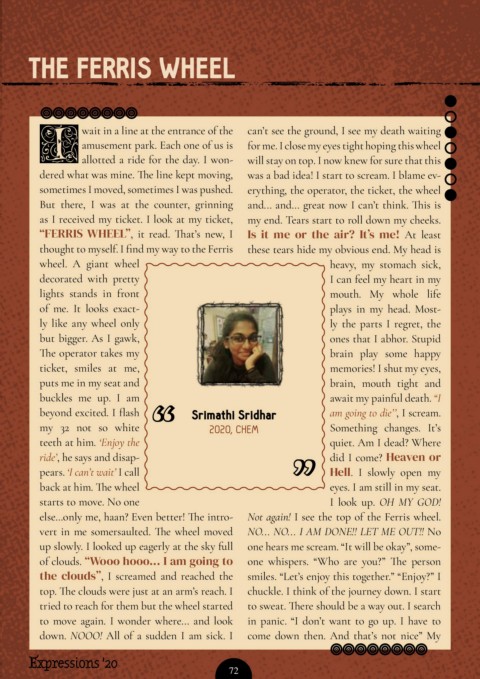 THE FERRIS WHEEL
I wait in a line at the entrance of the
amusement park. Each one of us is
allotted a ride for the day. I won-
dered what was mine. The line kept moving,
sometimes I moved, sometimes I was pushed.
But there, I was at the counter, grinning
as I received my ticket. I look at my ticket,
“FERRIS WHEEL”, it read. That’s new, I
thought to myself. I find my way to the Ferris
wheel. A giant wheel
decorated with pretty
lights stands in front
of me. It looks exact-
ly like any wheel only
but bigger. As I gawk,
The operator takes my
ticket, smiles at me,
puts me in my seat and
buckles me up. I am
beyond excited. I flash
my 32 not so white
teeth at him. ‘Enjoy the
ride’, he says and disap-
pears. ‘I can’t wait’ I call
back at him. The wheel
starts to move. No one
else...only me, haan? Even better! The intro-
vert in me somersaulted. The wheel moved
up slowly. I looked up eagerly at the sky full
of clouds. “Wooo hooo... I am going to
the clouds”, I screamed and reached the
top. The clouds were just at an arm’s reach. I
tried to reach for them but the wheel started
to move again. I wonder where... and look
down. NOOO! All of a sudden I am sick. I
can’t see the ground, I see my death waiting
for me. I close my eyes tight hoping this wheel
will stay on top. I now knew for sure that this
was a bad idea! I start to scream. I blame ev-
erything, the operator, the ticket, the wheel
and... and... great now I can’t think. This is
my end. Tears start to roll down my cheeks.
Is it me or the air? It’s me! At least
these tears hide my obvious end. My head is
heavy, my stomach sick,
I can feel my heart in my
mouth. My whole life
plays in my head. Most-
ly the parts I regret, the
ones that I abhor. Stupid
brain play some happy
memories! I shut my eyes,
brain, mouth tight and
await my painful death. “I
am going to die”, I scream.
Something changes. It’s
quiet. Am I dead? Where
did I come? Heaven or
Hell. I slowly open my
eyes. I am still in my seat.
I look up. OH MY GOD!
Not again! I see the top of the Ferris wheel.
NO... NO... I AM DONE!! LET ME OUT!! No
one hears me scream. “It will be okay”, some-
one whispers. “Who are you?” The person
smiles. “Let’s enjoy this together.” “Enjoy?” I
chuckle. I think of the journey down. I start
to sweat. There should be a way out. I search
in panic. “I don’t want to go up. I have to
come down then. And that’s not nice” My
“ Srimathi Sridhar
2020, CHEM
”
Expressions ’20
72